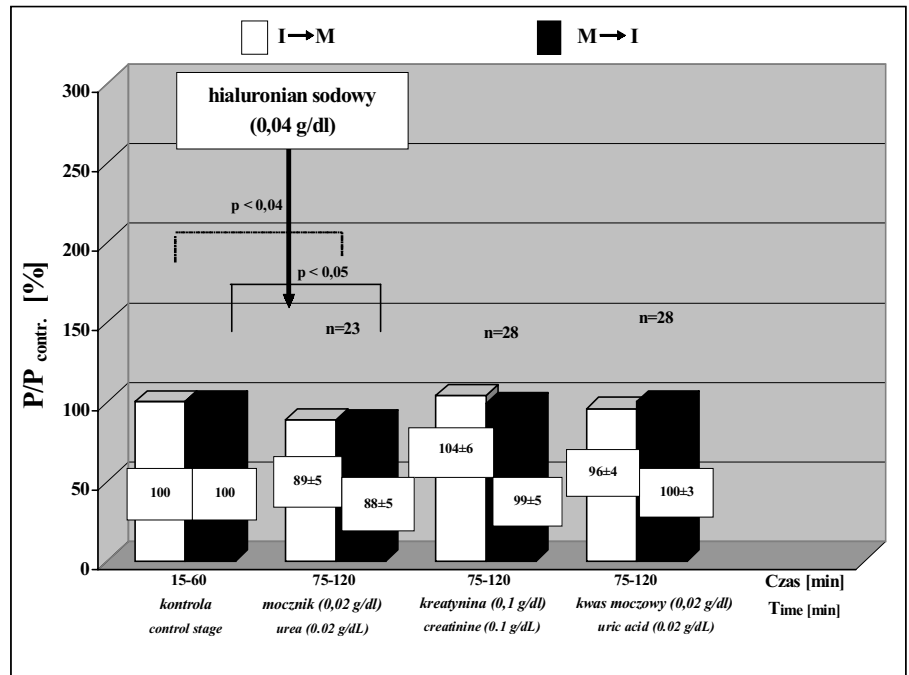 I→M
M→I
300
hialuronian sodowy
(0,04 g/dl)
250
p < 0,04
200
p < 0,05
150
n=23
n=28
n=28
P/P contr. [%]
100
104±6
96±4
89±5
100
100
88±5
99±5
100±3
50
0
15-60
75-120
75-120
75-120
Czas [min]
kontrola
mocznik (0,02 g/dl)
kreatynina (0,1 g/dl)
kwas moczowy (0,02 g/dl)
Time [min]
control stage
urea (0.02 g/dL)
creatinine (0.1 g/dL)
uric acid (0.02 g/dL)